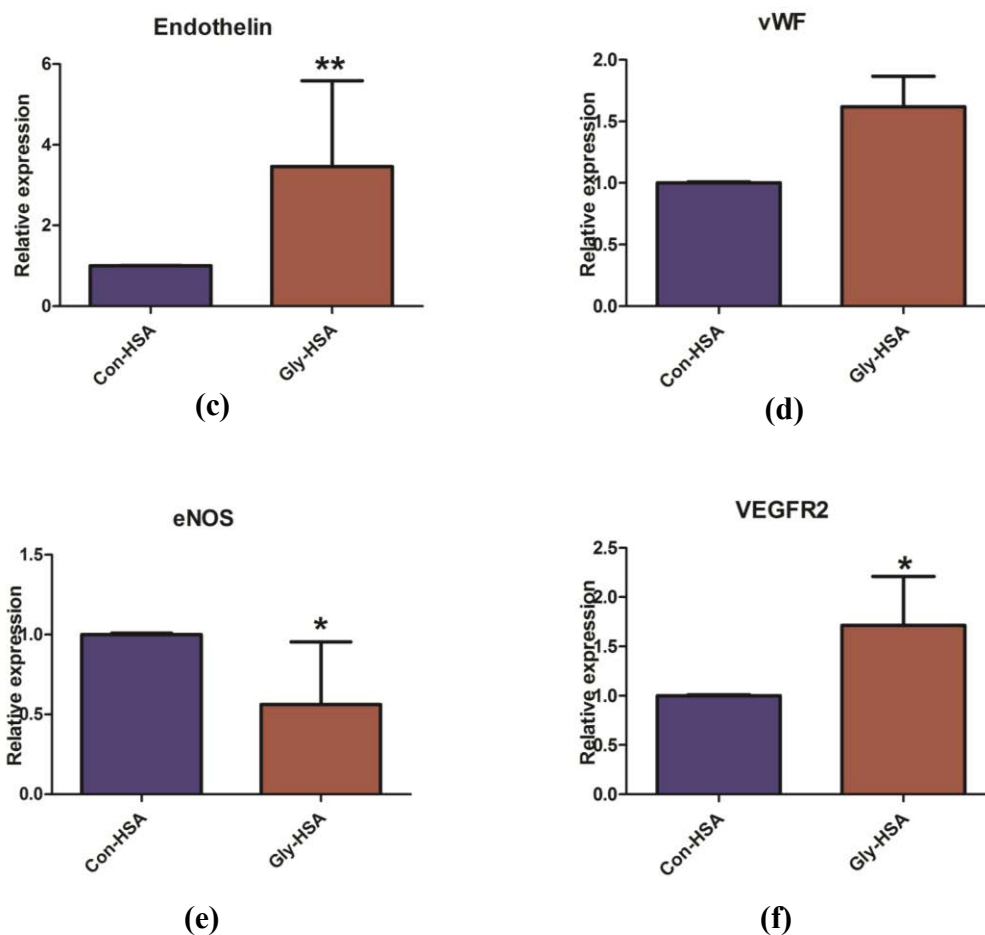 Endothelin
Relative expression
6
**
4
2
0
Con-HSA
Gly-HSA
(c)
vWF
Relative expression
2.0
1.5
1.0
0.5
0.0
Con-HSA
Gly-HSA
(d)
eNOS
Relative expression
1.5
1.0
*
0.5
0.0
Con-HSA
Gly-HSA
(e)
VEGFR2
Relative expression
2.5
*
2.0
1.5
1.0
0.5
0.0
Con-HSA
Gly-HSA
(f)